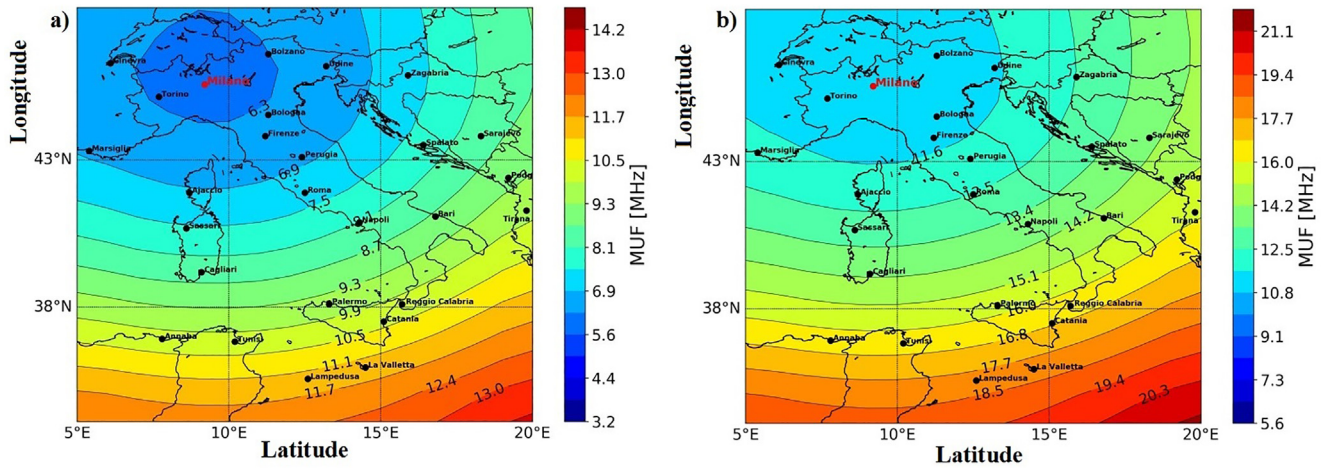 a)
Longitude
43°N
38°N
5°E
10°E
15°E
20°E
Latitude
Ginevra
Bolzano
Udine
Zagabria
Milano
Torino
Bologna
Firenze
Marsiglia
Perugia
Spalato
Sarajevo
Ajaccio
Roma
Podg
Sassari
Napoli
Bari
Tirana
Cagliari
Palermo
Reggio Calabria
Catania
Annaba
Tunisi
La Valletta
Lampedusa
6.3
6.9
7.5
8.1
8.7
9.3
9.9
10.5
11.1
11.7
12.4
13.0
14.2
13.0
11.7
10.5
9.3
8.1
6.9
5.6
4.4
3.2
MUF [MHz]
b)
Longitude
43°N
38°N
5°E
10°E
15°E
20°E
Latitude
Ginevra
Bolzano
Udine
Zagabria
Milano
Torino
Bologna
Firenze
Marsiglia
Perugia
Spalato
Sarajevo
Ajaccio
Roma
Podg
Sassari
Napoli
Bari
Tirana
Cagliari
Palermo
Reggio Calabria
Catania
Annaba
Tunisi
La Valletta
Lampedusa
11.6
12.5
13.4
14.2
15.1
16.0
16.8
17.7
18.5
19.4
20.3
21.1
19.4
17.7
16.0
14.2
12.5
10.8
9.1
7.3
5.6
MUF [MHz]